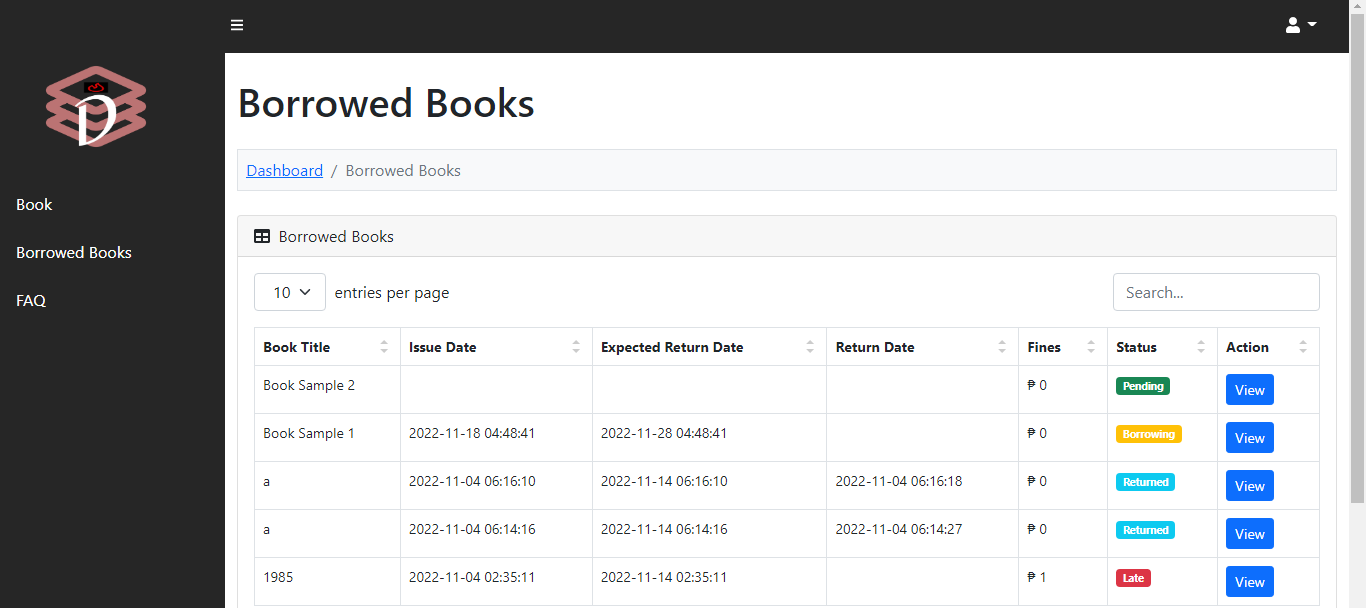 D
Book
Borrowed Books
FAQ
Borrowed Books
Dashboard / Borrowed Books
Borrowed Books
10 entries per page Search...
Book Title Issue Date Expected Return Date Return Date Fines Status Action
Book Sample 2 ₱ 0 Pending View
Book Sample 1 2022-11-18 04:48:41 2022-11-28 04:48:41 ₱ 0 Borrowing View
a 2022-11-04 06:16:10 2022-11-14 06:16:10 2022-11-04 06:16:18 ₱ 0 Returned View
a 2022-11-04 06:14:16 2022-11-14 06:14:16 2022-11-04 06:14:27 ₱ 0 Returned View
1985 2022-11-04 02:35:11 2022-11-14 02:35:11 ₱ 1 Late View